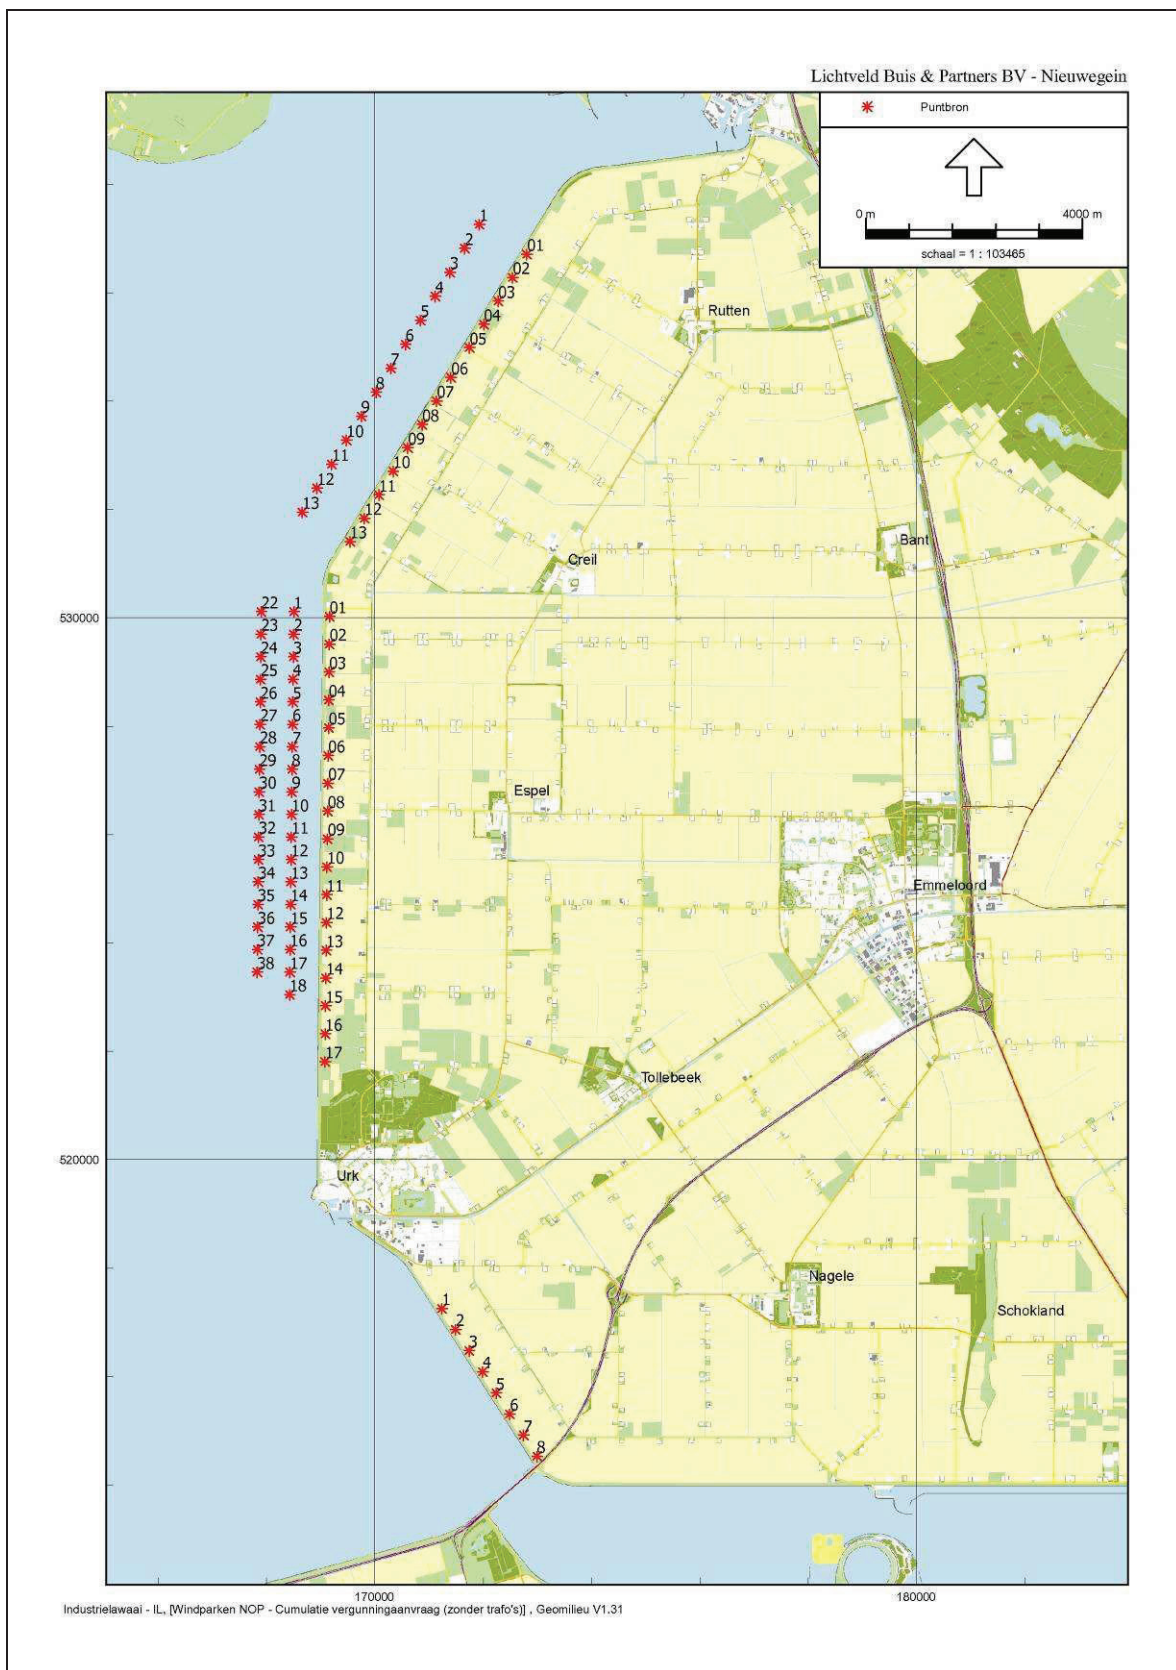 Lichtveld Buis & Partners BV - Nieuwegein
Puntbron
0 m 4000 m
schaal = 1 : 103465
1
2 01
3 02
4 03
5 04
6 05
7 06
8 07
9 08
10 09
11 10
12 11
13 12
13
Rutten
Creil
Bant
530000
22 1 01
23 2 02
24 3 03
25 4 04
26 5 05
27 6 06
28 7 07
29 8 08
30 9 09
31 10 10
32 11 11
33 12 12
34 13 13
35 14 14
36 15 15
37 16 16
38 17 17
18
Espel
Emmeloord
Tollebeek
520000
Urk
Nagele
Schokland
1
2
3
4
5
6
7
8
170000 180000
Industrielawaai - IL, [Windparken NOP - Cumulatie vergunningaanvraag (zonder trafo's)] , Geomilieu V1.31